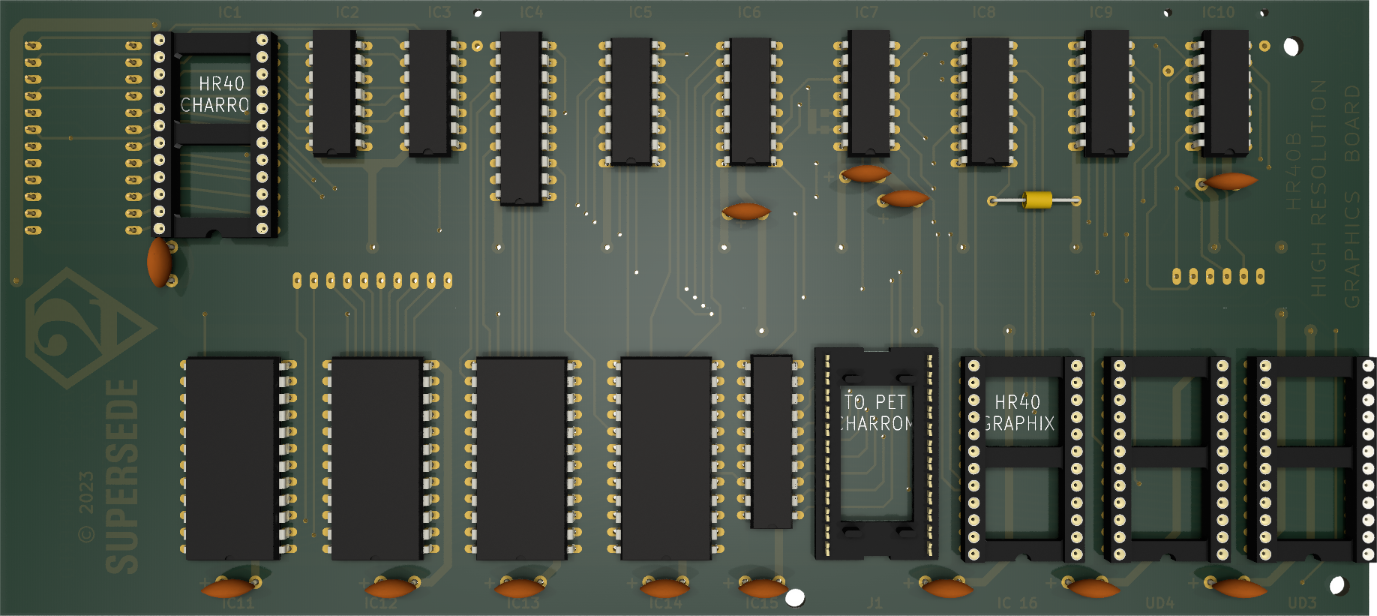 IC1 IC2 IC3 IC4 IC5 IC6 IC7 IC8 IC9 IC10
HR40
CHARRO
HR40B
HIGH RESOLUTION
GRAPHICS BOARD
© 2023
SUPERSEDE
TO PET
CHARROM
HR40
GRAPHIX
IC11 IC12 IC13 IC14 IC15 J1 IC 16 UD4 UD3